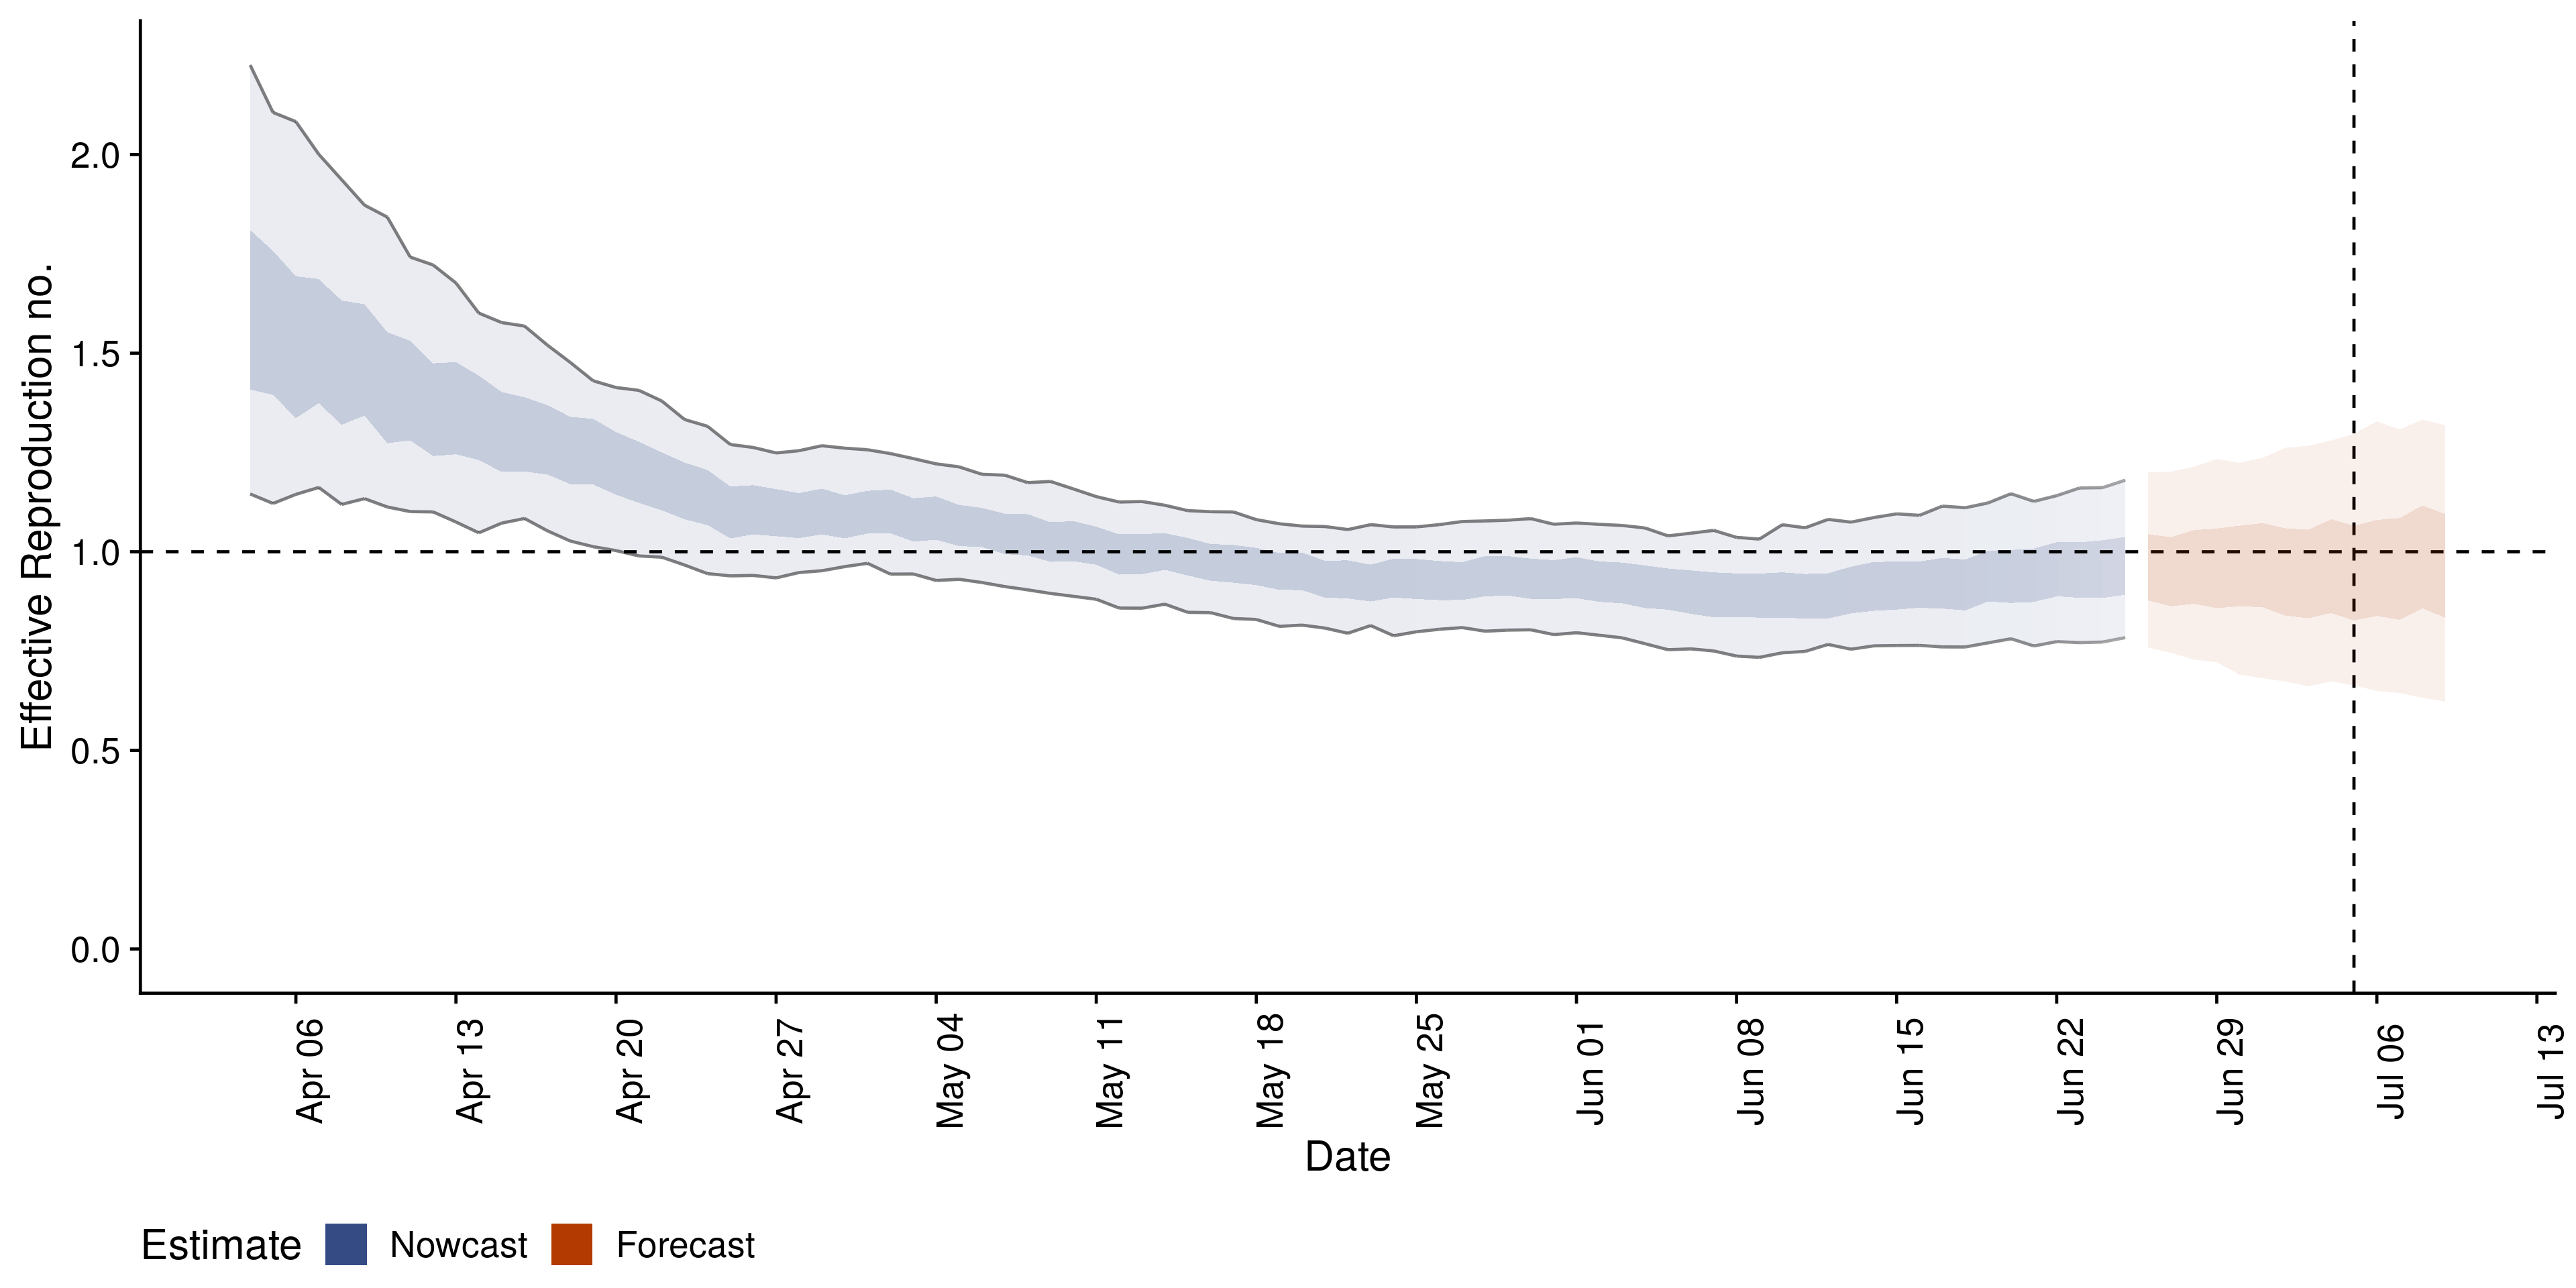 Effective Reproduction no.
2.0
1.5
1.0
0.5
0.0
Apr 06
Apr 13
Apr 20
Apr 27
May 04
May 11
May 18
May 25
Jun 01
Jun 08
Jun 15
Jun 22
Jun 29
Jul 06
Jul 13
Date
Estimate Nowcast Forecast